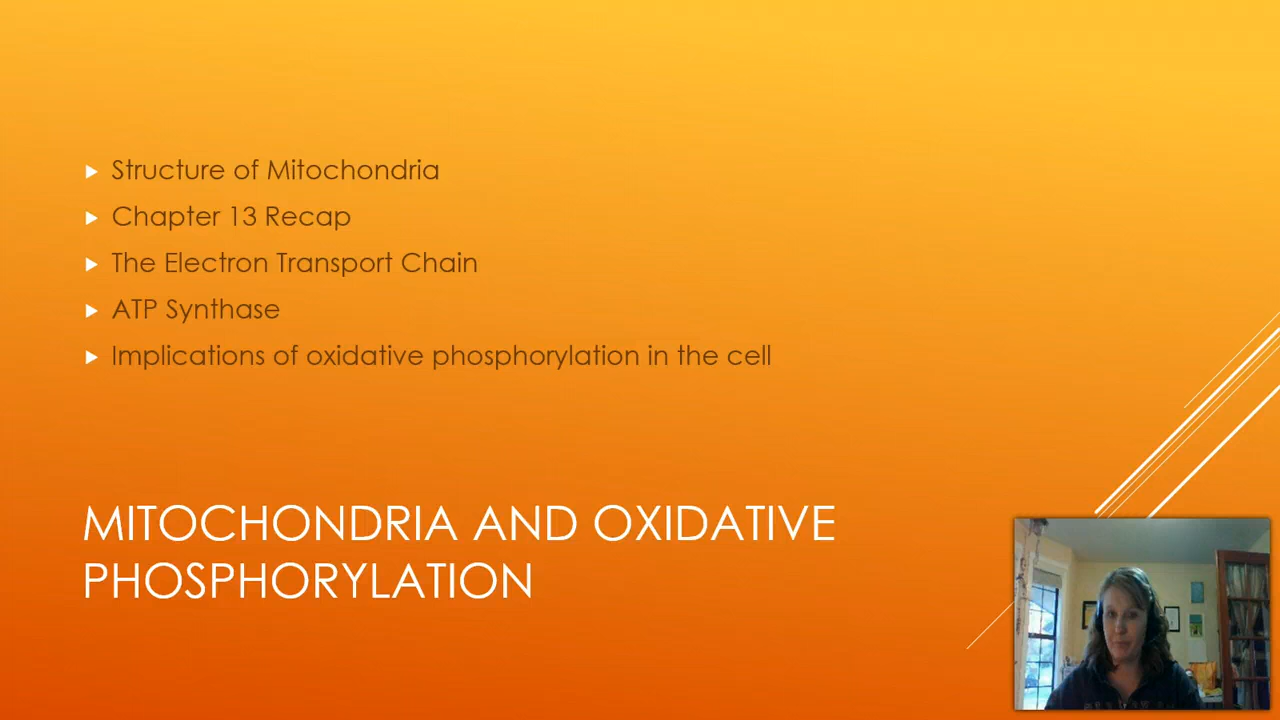 Structure of Mitochondria
Chapter 13 Recap
The Electron Transport Chain
ATP Synthase
Implications of oxidative phosphorylation in the cell
MITOCHONDRIA AND OXIDATIVE
PHOSPHORYLATION